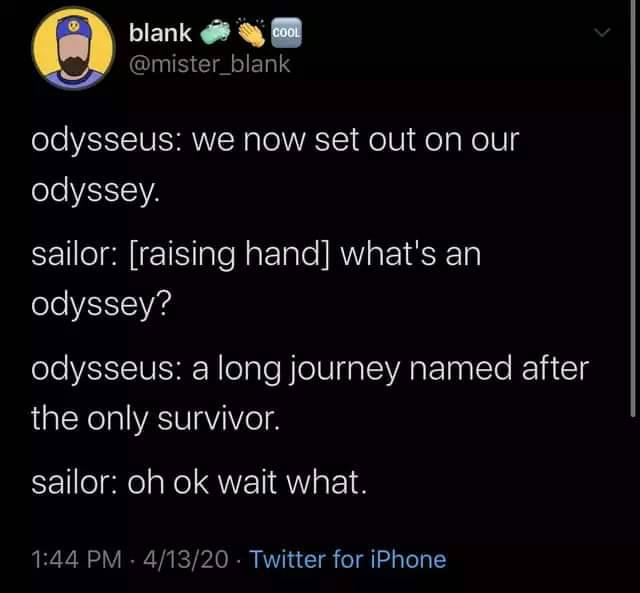 blank 🧼👏🆒
@mister_blank
odysseus: we now set out on our
odyssey.
sailor: [raising hand] what's an
odyssey?
odysseus: a long journey named after
the only survivor.
sailor: oh ok wait what.
1:44 PM · 4/13/20 · Twitter for iPhone